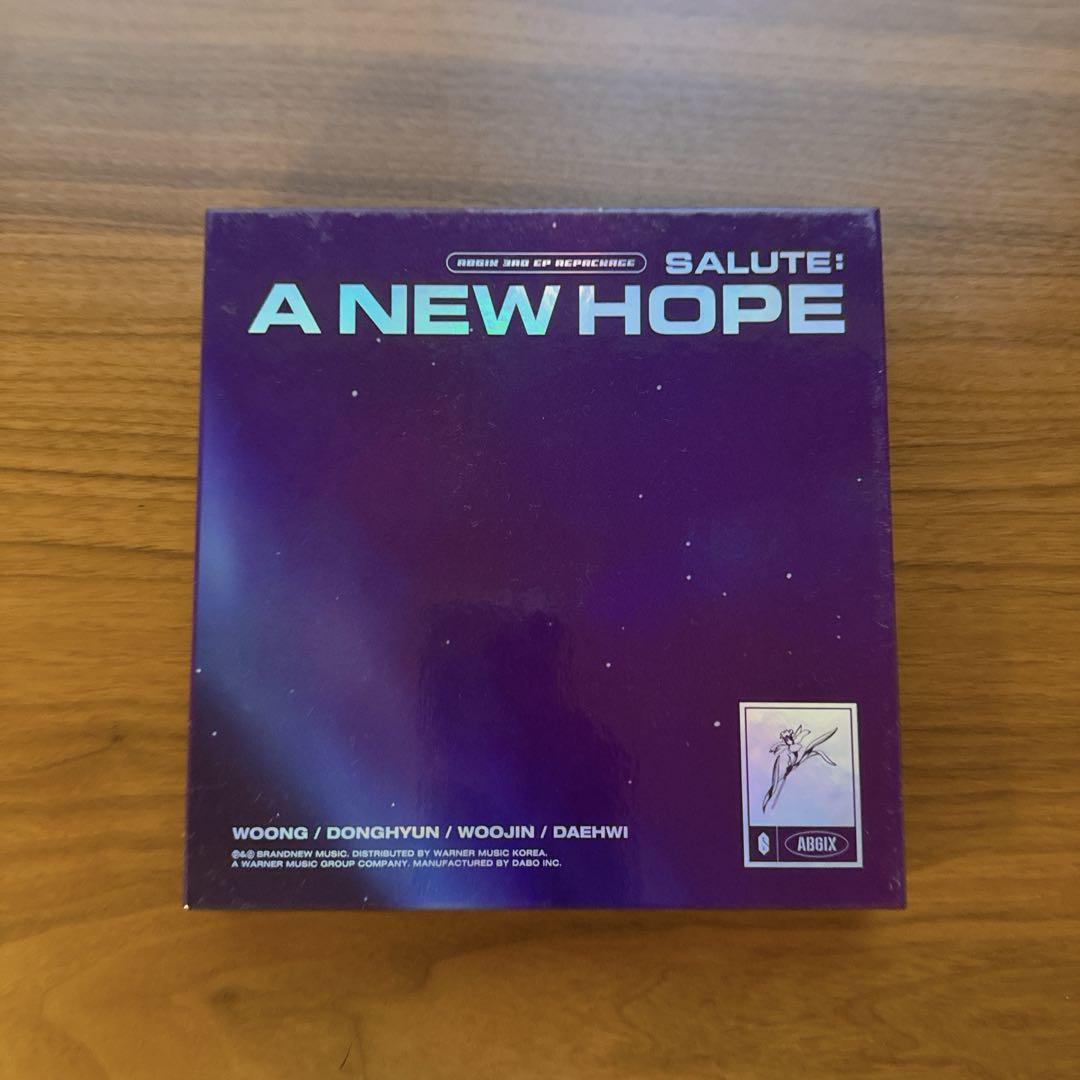 AB6IX 3RD EP REPACKAGE
SALUTE:
A NEW HOPE
WOONG / DONGHYUN / WOOJIN / DAEHWI
℗&© BRANDNEW MUSIC. DISTRIBUTED BY WARNER MUSIC KOREA.
A WARNER MUSIC GROUP COMPANY. MANUFACTURED BY DABO INC.
S
AB6IX